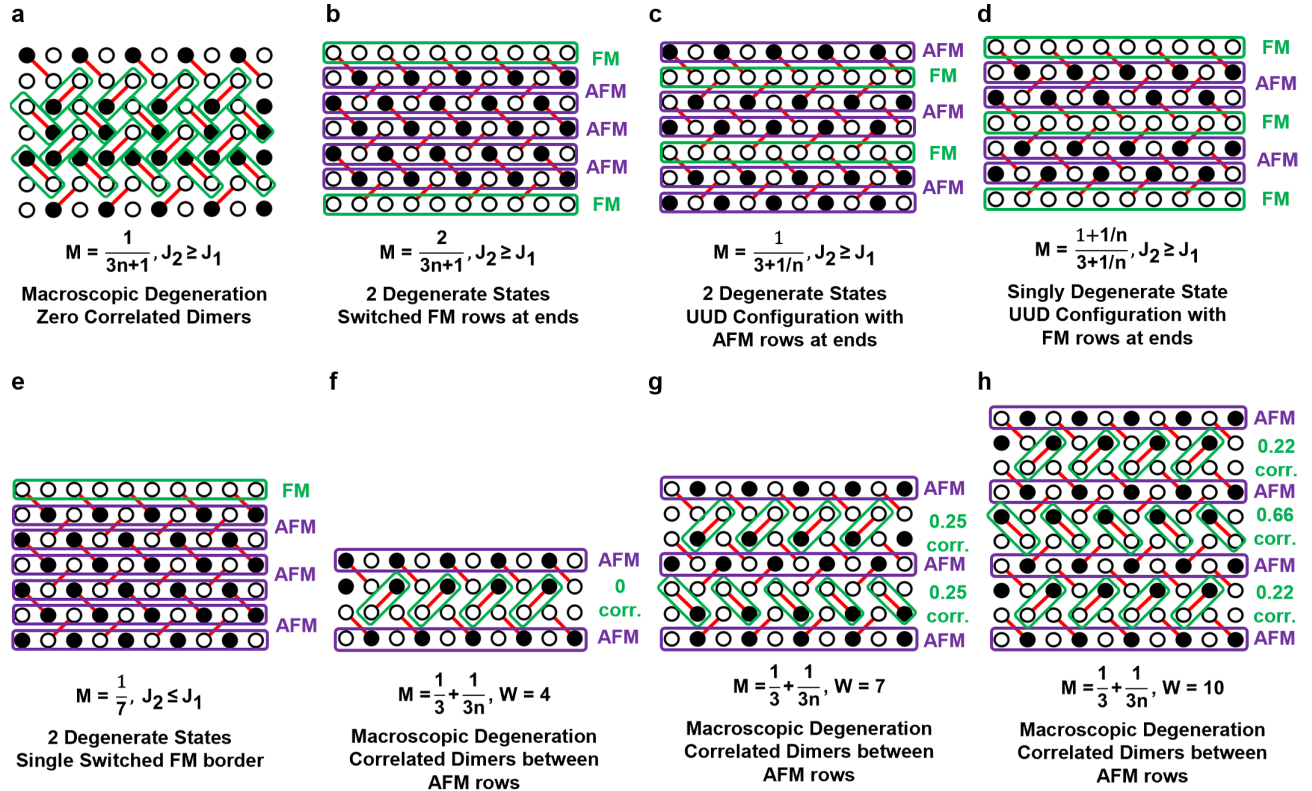 a
M = 1/(3n+1), J₂ ≥ J₁
Macroscopic Degeneration
Zero Correlated Dimers
b
FM
AFM
AFM
AFM
FM
M = 2/(3n+1), J₂ ≥ J₁
2 Degenerate States
Switched FM rows at ends
c
AFM
FM
AFM
FM
AFM
M = 1/(3+1/n), J₂ ≥ J₁
2 Degenerate States
UUD Configuration with
AFM rows at ends
d
FM
AFM
FM
AFM
FM
M = (1+1/n)/(3+1/n), J₂ ≥ J₁
Singly Degenerate State
UUD Configuration with
FM rows at ends
e
FM
AFM
AFM
AFM
M = 1/7, J₂ ≤ J₁
2 Degenerate States
Single Switched FM border
f
AFM
0
corr.
AFM
M = 1/3 + 1/3n, W = 4
Macroscopic Degeneration
Correlated Dimers between
AFM rows
g
AFM
0.25
corr.
AFM
0.25
corr.
AFM
M = 1/3 + 1/3n, W = 7
Macroscopic Degeneration
Correlated Dimers between
AFM rows
h
AFM
0.22
corr.
AFM
0.66
corr.
AFM
0.22
corr.
AFM
M = 1/3 + 1/3n, W = 10
Macroscopic Degeneration
Correlated Dimers between
AFM rows